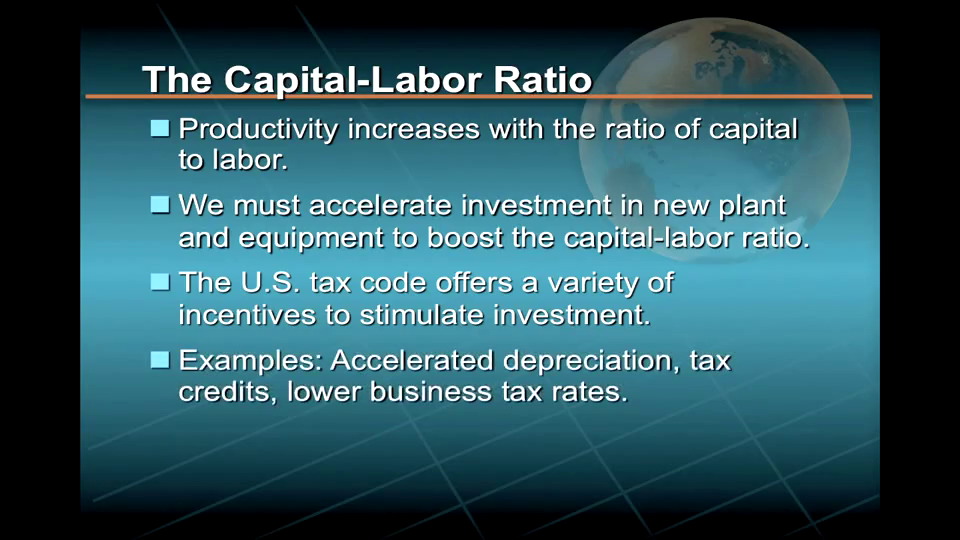 The Capital-Labor Ratio
Productivity increases with the ratio of capital
to labor.
We must accelerate investment in new plant
and equipment to boost the capital-labor ratio.
The U.S. tax code offers a variety of
incentives to stimulate investment.
Examples: Accelerated depreciation, tax
credits, lower business tax rates.